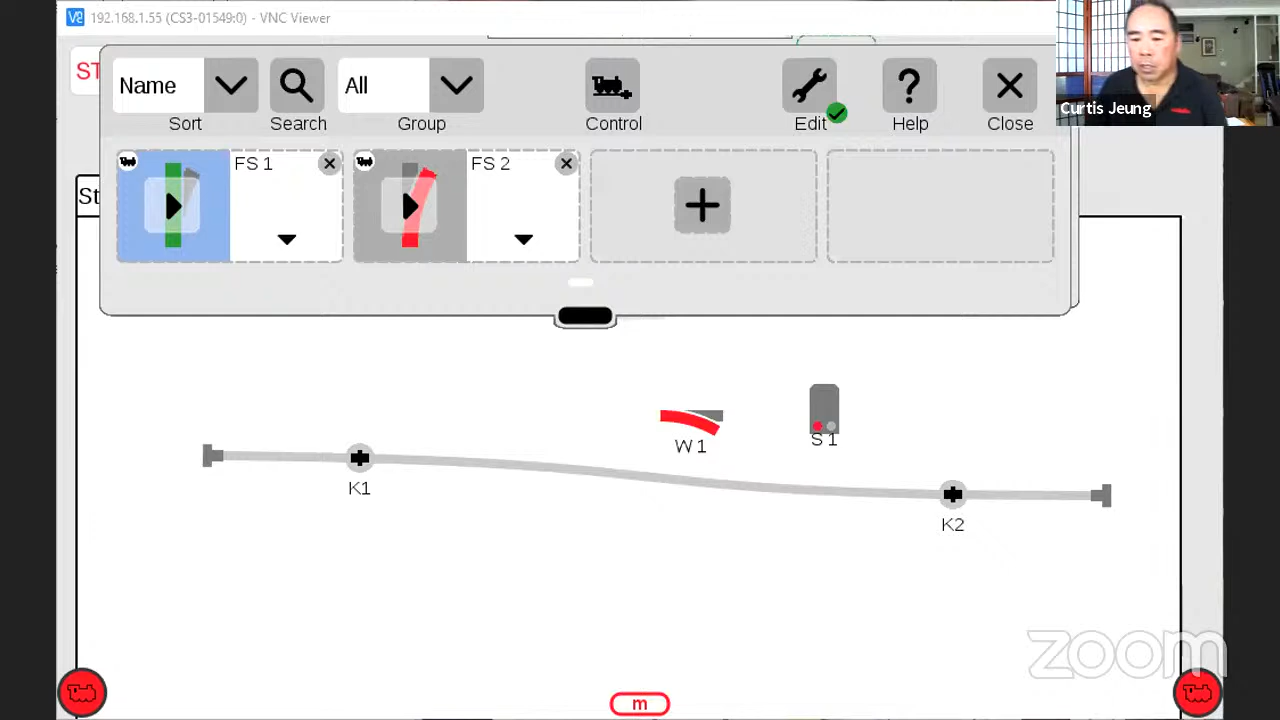 192.168.1.55 (CS3-01549:0) - VNC Viewer
ST
Name
All
Sort
Search
Group
Control
Edit
Help
Close
Curtis Jeung
FS 1
FS 2
St
W 1
S 1
K1
K2
zoom
m